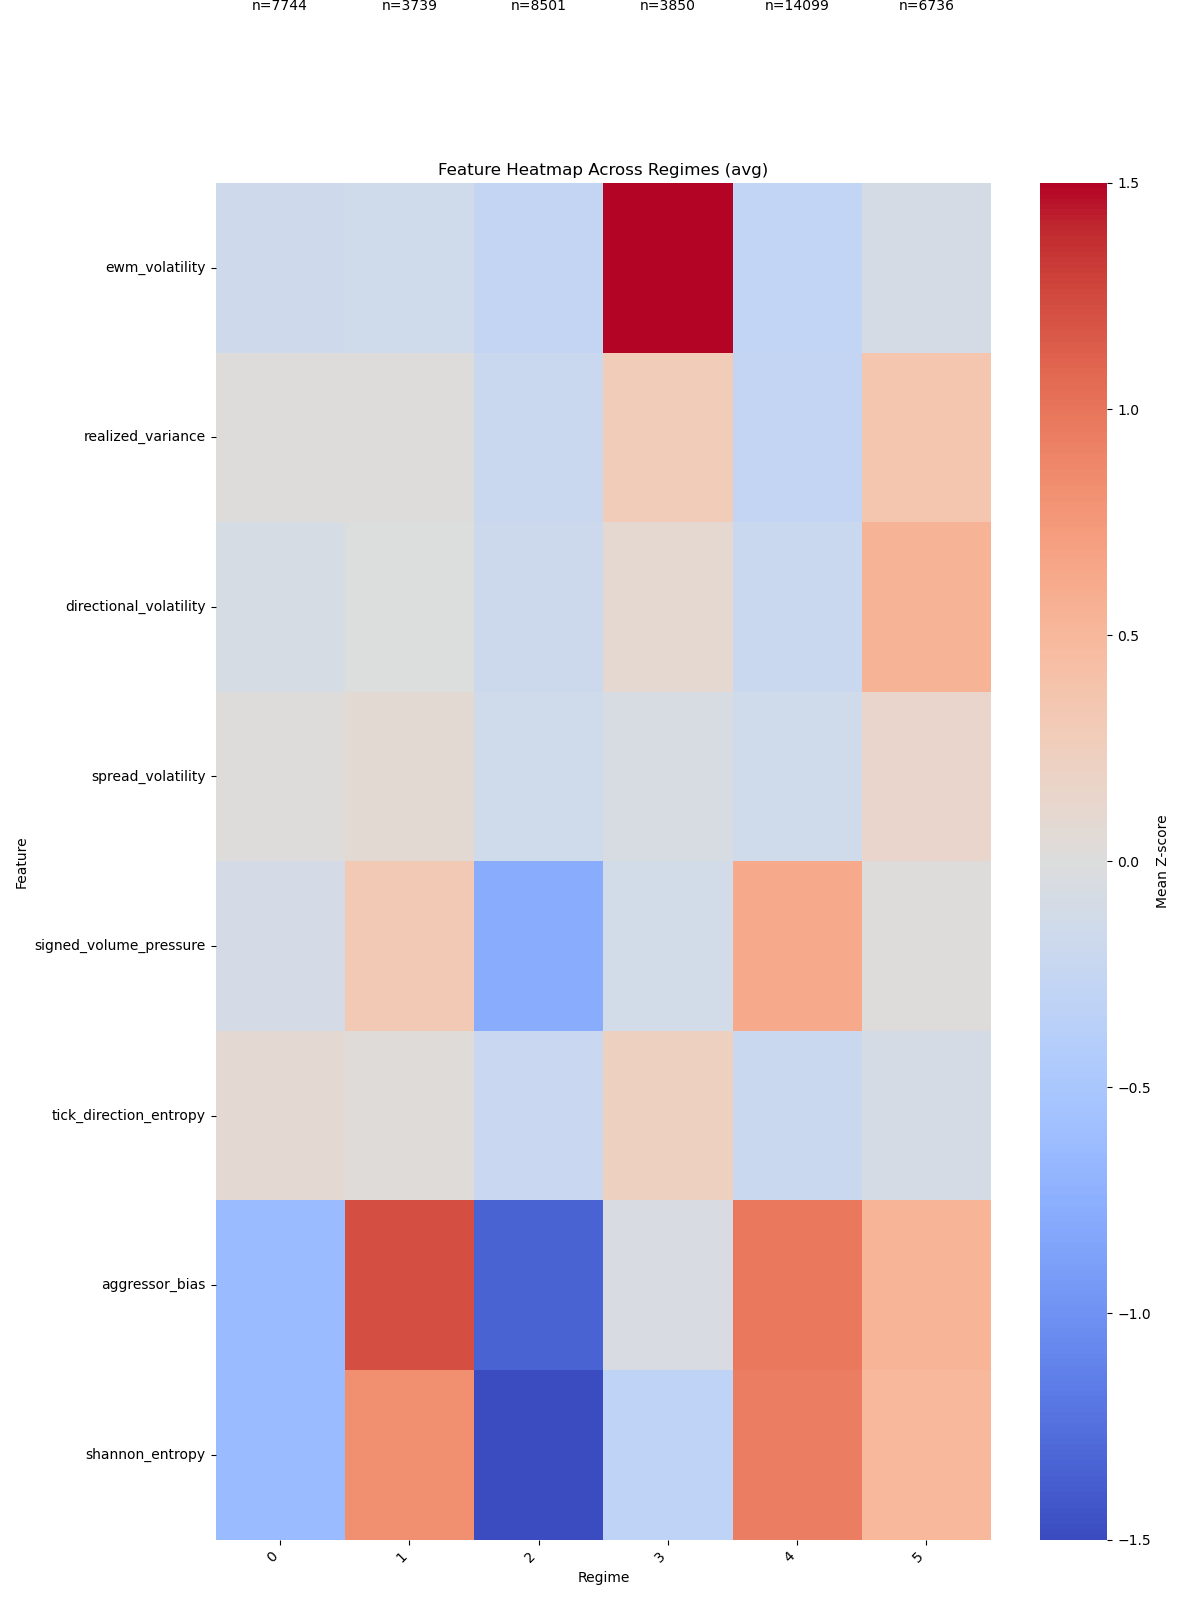 n=7744 n=3739 n=8501 n=3850 n=14099 n=6736
Feature Heatmap Across Regimes (avg)
ewm_volatility
realized_variance
directional_volatility
spread_volatility
signed_volume_pressure
tick_direction_entropy
aggressor_bias
shannon_entropy
Feature
0 1 2 3 4 5
Regime
1.5
1.0
0.5
0.0
−0.5
−1.0
−1.5
Mean Z-score